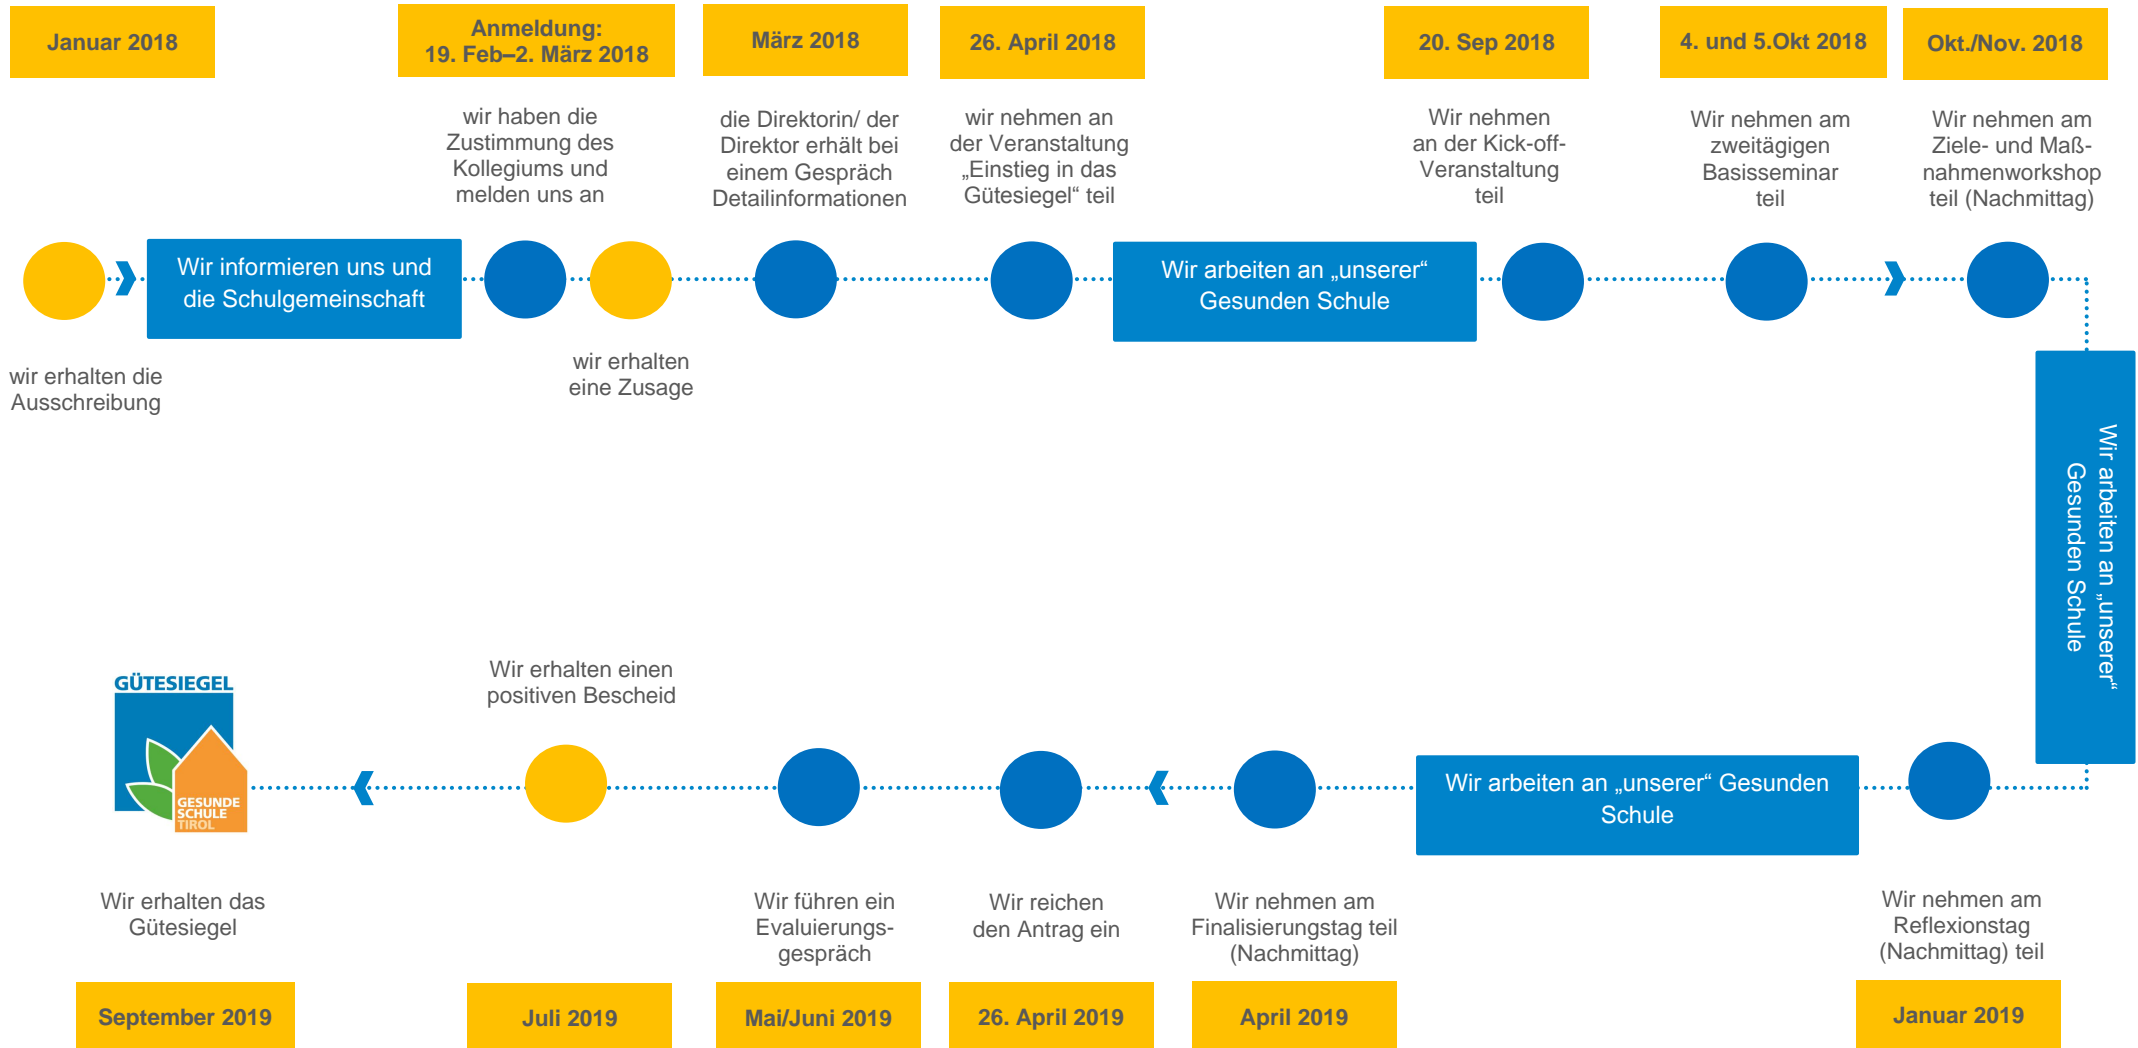 Januar 2018
Anmeldung:
19. Feb–2. März 2018
März 2018
26. April 2018
20. Sep 2018
4. und 5.Okt 2018
Okt./Nov. 2018
wir haben die
Zustimmung des
Kollegiums und
melden uns an
die Direktorin/ der
Direktor erhält bei
einem Gespräch
Detailinformationen
wir nehmen an
der Veranstaltung
„Einstieg in das
Gütesiegel“ teil
Wir nehmen
an der Kick-off-
Veranstaltung
teil
Wir nehmen am
zweitägigen
Basisseminar
teil
Wir nehmen am
Ziele- und Maß-
nahmenworkshop
teil (Nachmittag)
Wir informieren uns und
die Schulgemeinschaft
Wir arbeiten an „unserer“
Gesunden Schule
wir erhalten die
Ausschreibung
wir erhalten
eine Zusage
Wir arbeiten an „unserer“
Gesunden Schule
GÜTESIEGEL
GESUNDE
SCHULE
TIROL
Wir erhalten einen
positiven Bescheid
Wir arbeiten an „unserer“ Gesunden
Schule
Wir erhalten das
Gütesiegel
Wir führen ein
Evaluierungs-
gespräch
Wir reichen
den Antrag ein
Wir nehmen am
Finalisierungstag teil
(Nachmittag)
Wir nehmen am
Reflexionstag
(Nachmittag) teil
September 2019
Juli 2019
Mai/Juni 2019
26. April 2019
April 2019
Januar 2019